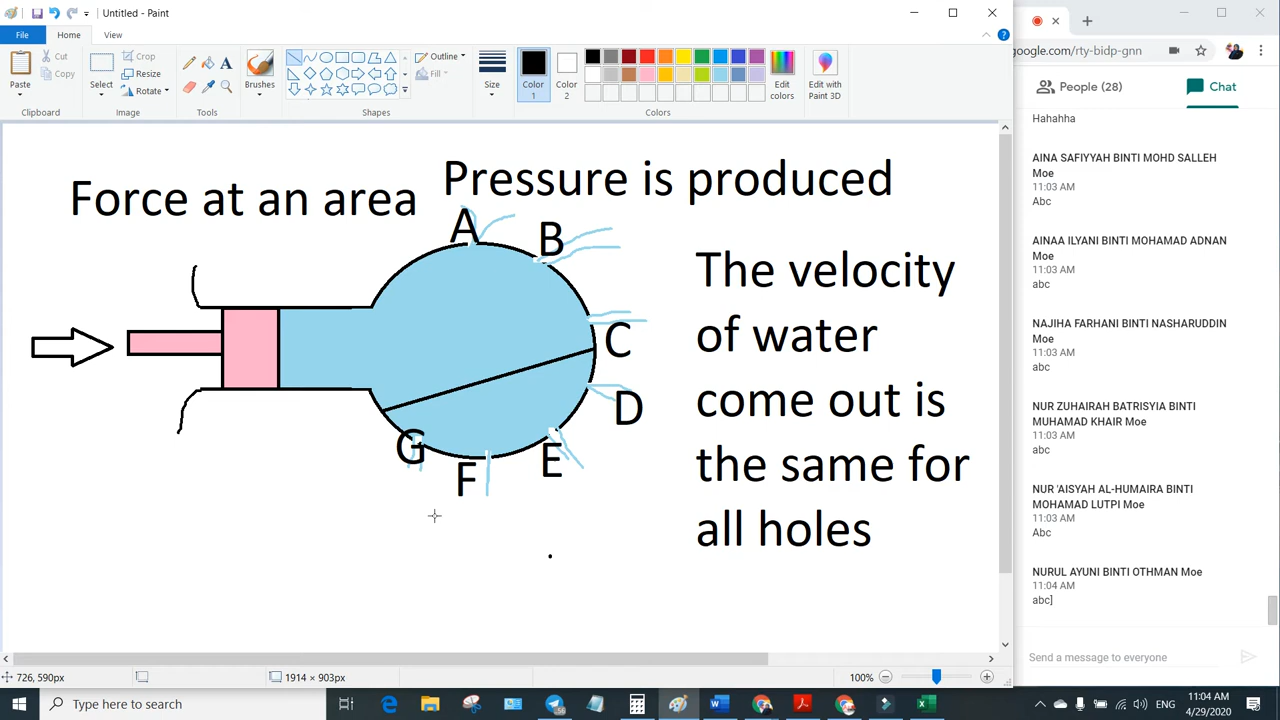 Untitled - Paint
File
Home
View
Paste
Cut
Copy
Clipboard
Select
Crop
Resize
Rotate
Image
A
Tools
Brushes
Outline
Fill
Shapes
Size
Color
1
Color
2
Edit
colors
Edit with
Paint 3D
Colors
Force at an area
Pressure is produced
A
B
C
D
E
F
G
The velocity
of water
come out is
the same for
all holes
726, 590px
1914 × 903px
100%
google.com/rty-bidp-gnn
People (28)
Chat
Hahahha
AINA SAFIYYAH BINTI MOHD SALLEH
Moe
11:03 AM
Abc
AINAA ILYANI BINTI MOHAMAD ADNAN
Moe
11:03 AM
abc
NAJIHA FARHANI BINTI NASHARUDDIN
Moe
11:03 AM
abc
NUR ZUHAIRAH BATRISYIA BINTI
MUHAMAD KHAIR Moe
11:03 AM
abc
NUR 'AISYAH AL-HUMAIRA BINTI
MOHAMAD LUTPI Moe
11:03 AM
Abc
NURUL AYUNI BINTI OTHMAN Moe
11:04 AM
abc]
Send a message to everyone
Type here to search
ENG
11:04 AM
4/29/2020